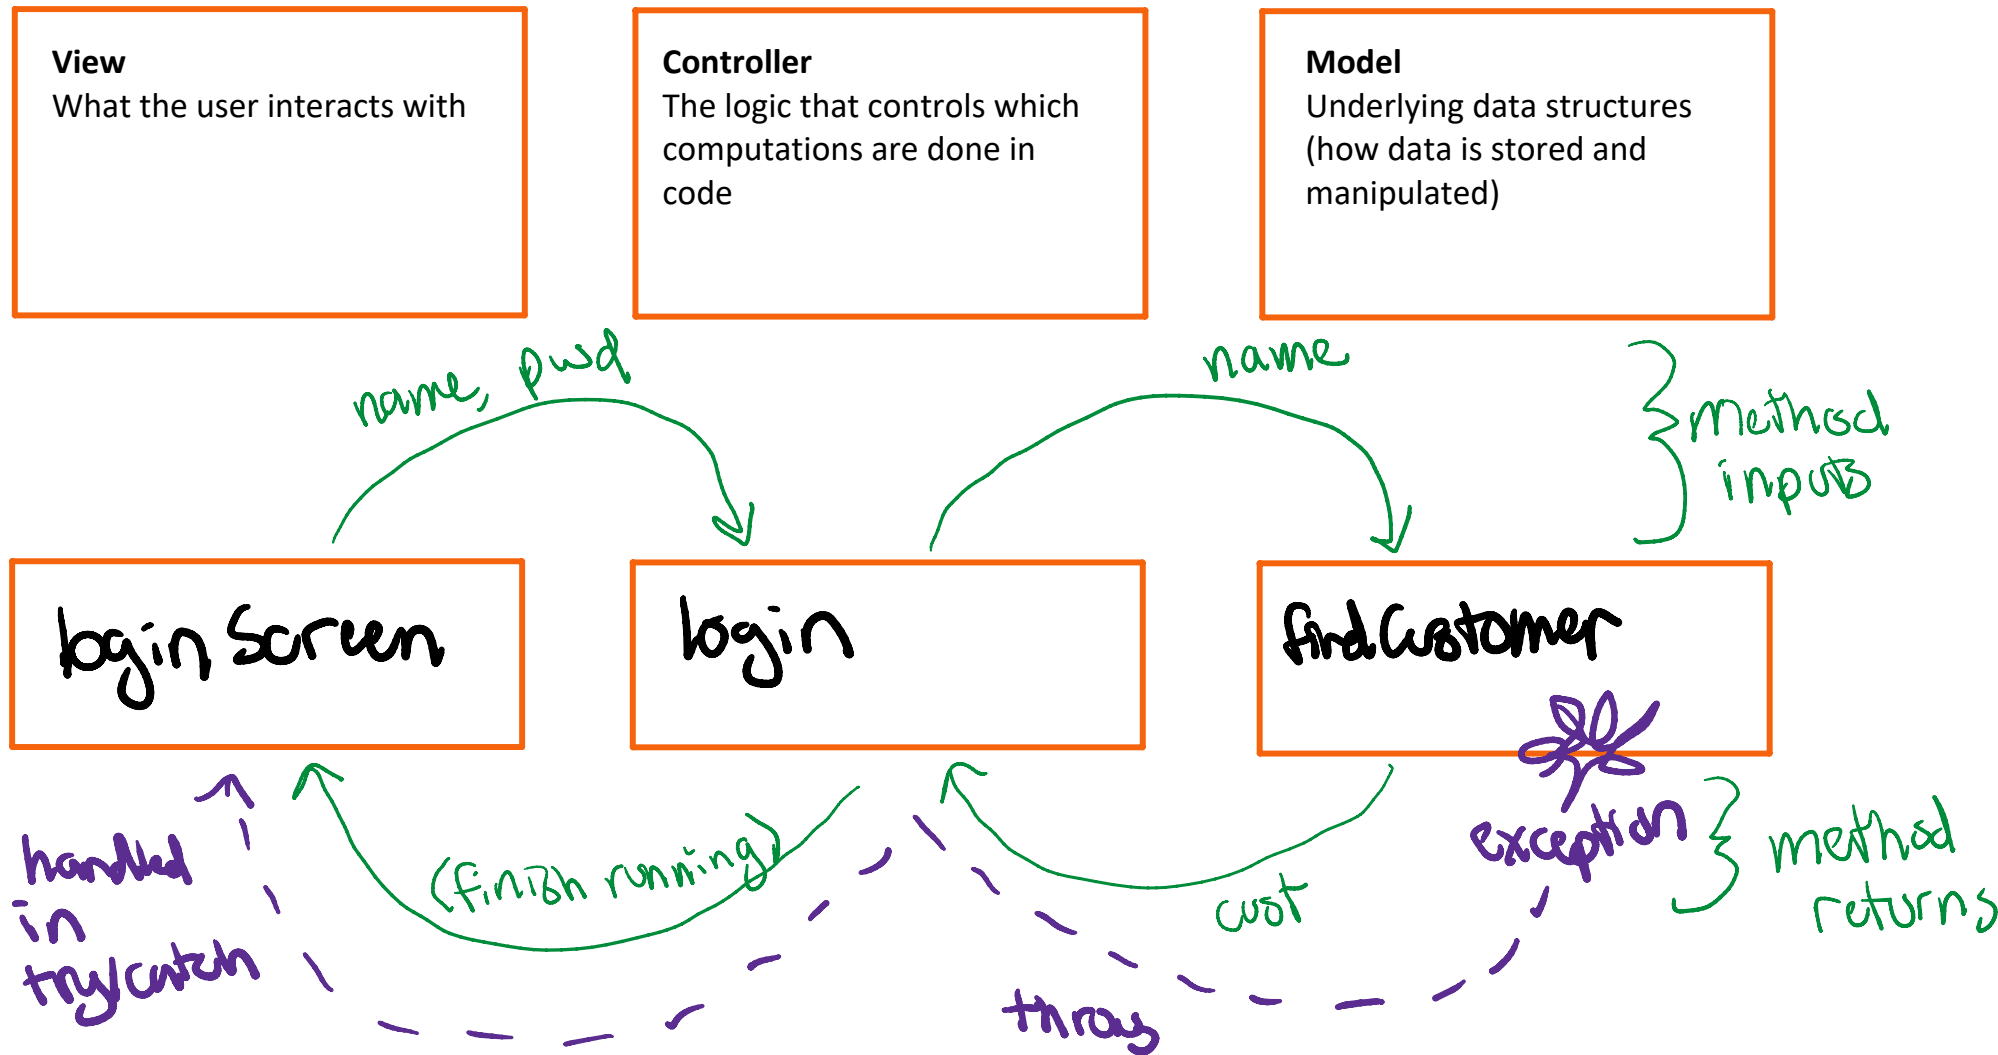 View
What the user interacts with
Controller
The logic that controls which
computations are done in
code
Model
Underlying data structures
(how data is stored and
manipulated)
name, pwd
name
method
inputs
loginScreen
login
findCustomer
handled
in
try/catch
(finish running)
cust
throws
exception
method
returns